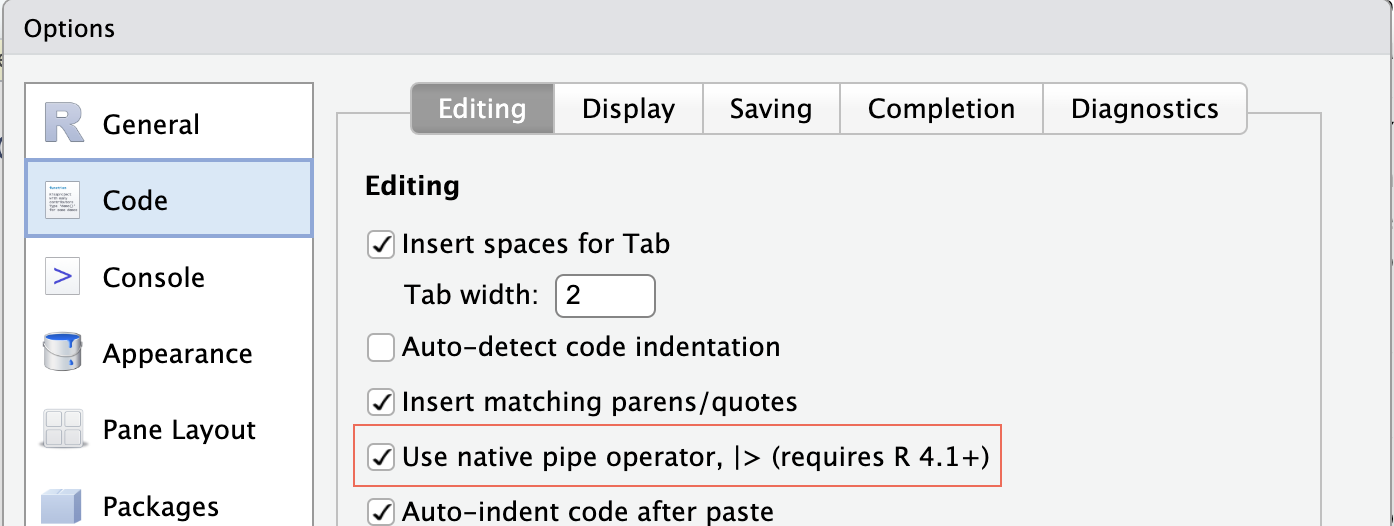 Options
General
Code
Console
Appearance
Pane Layout
Packages
Editing
Display
Saving
Completion
Diagnostics
Editing
Insert spaces for Tab
Tab width: 2
Auto-detect code indentation
Insert matching parens/quotes
Use native pipe operator, |> (requires R 4.1+)
Auto-indent code after paste